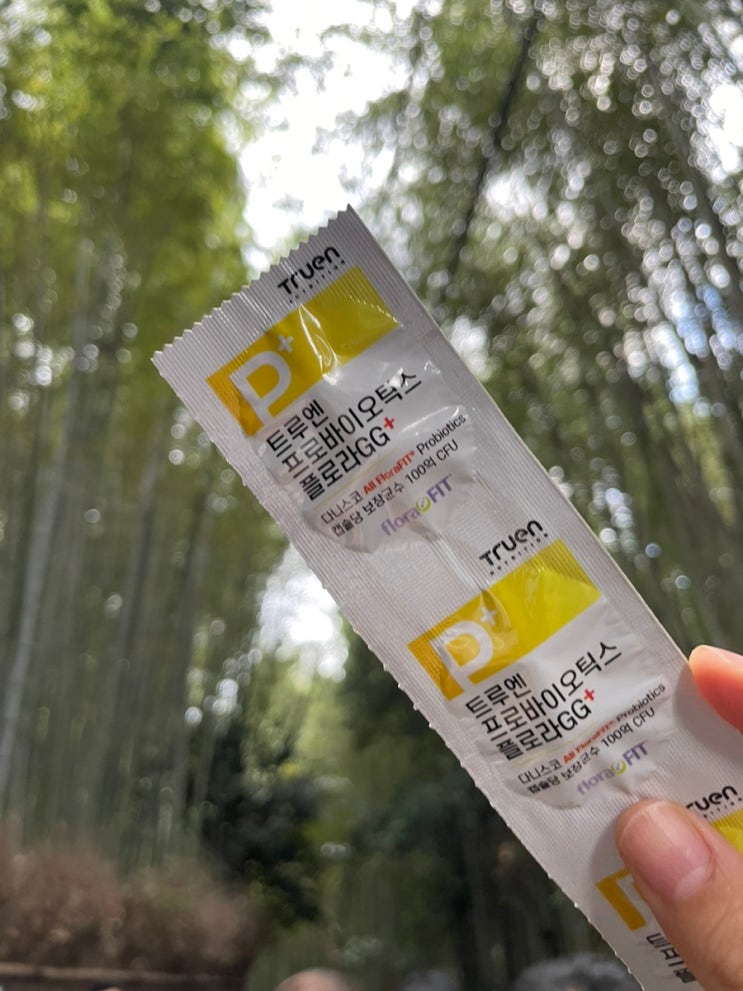 Truen
NUTRITION
P+
트루엔
프로바이오틱스
플로라GG+
다니스코 All FloraFIT® Probiotics
캡슐당 보장균수 100억 CFU
floraFIT
Truen
NUTRITION
P+
트루엔
프로바이오틱스
플로라GG+
다니스코 All FloraFIT® Probiotics
캡슐당 보장균수 100억 CFU
floraFIT
Truen